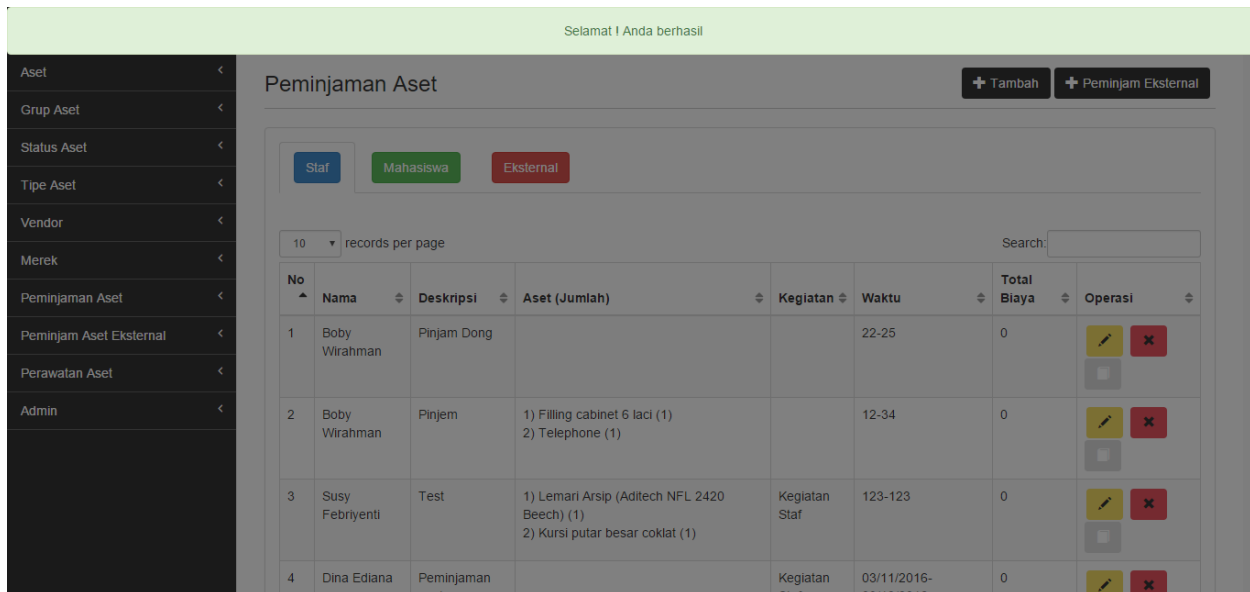 Selamat ! Anda berhasil
Aset
Grup Aset
Status Aset
Tipe Aset
Vendor
Merek
Peminjaman Aset
Peminjam Aset Eksternal
Perawatan Aset
Admin
Peminjaman Aset
Tambah
Peminjam Eksternal
Staf
Mahasiswa
Eksternal
10 records per page
Search:
No Nama Deskripsi Aset (Jumlah) Kegiatan Waktu Total Biaya Operasi
1 Boby Pinjam Dong 22-25 0
Wirahman
2 Boby Pinjem 1) Filling cabinet 6 laci (1) 12-34 0
Wirahman 2) Telephone (1)
3 Susy Test 1) Lemari Arsip (Aditech NFL 2420 Kegiatan 123-123 0
Febriyenti Beech) (1) Staf
2) Kursi putar besar coklat (1)
4 Dina Ediana Peminjaman Kegiatan 03/11/2016- 0